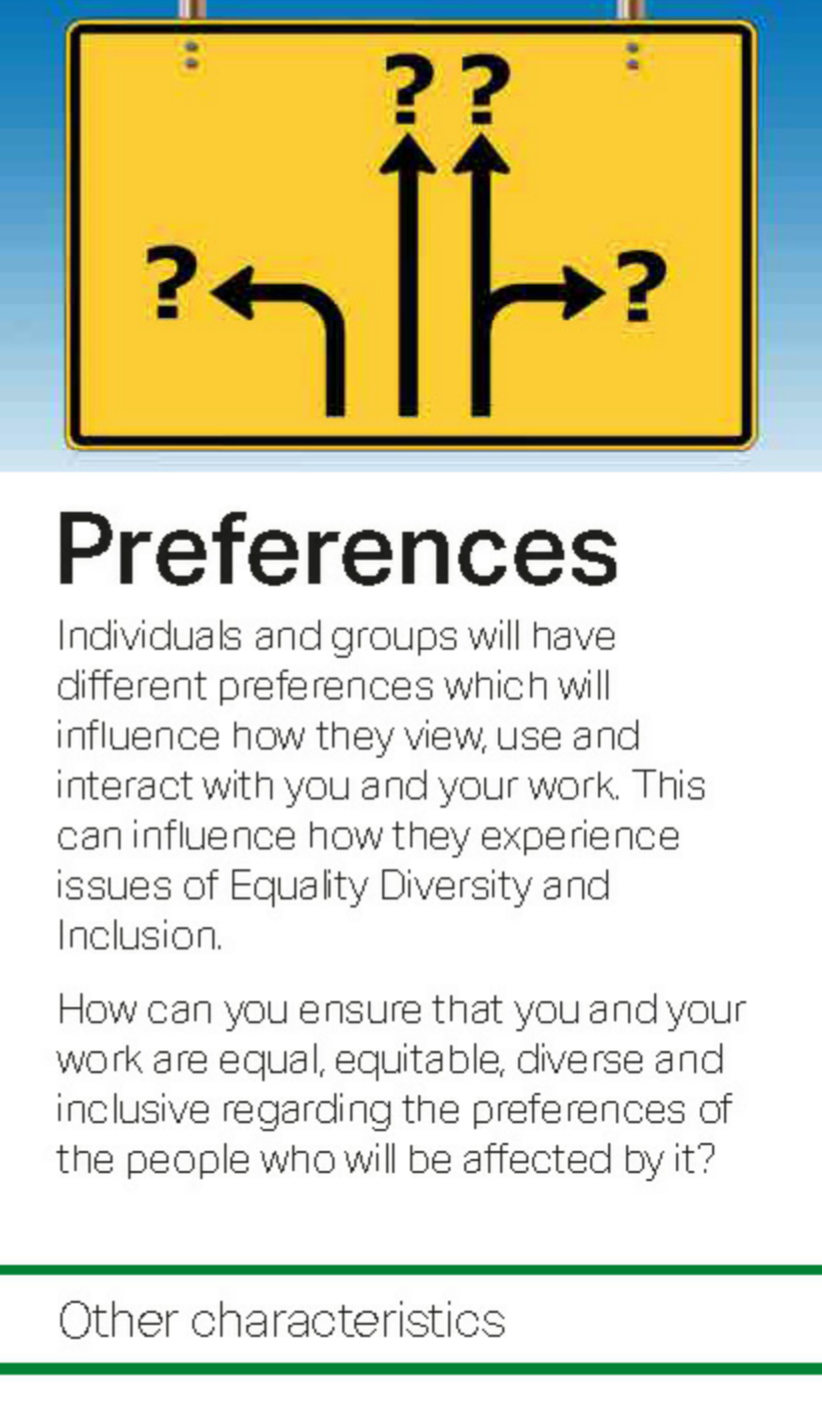 ? ?
? ?
Preferences
Individuals and groups will have
different preferences which will
influence how they view, use and
interact with you and your work. This
can influence how they experience
issues of Equality Diversity and
Inclusion.
How can you ensure that you and your
work are equal, equitable, diverse and
inclusive regarding the preferences of
the people who will be affected by it?
Other characteristics